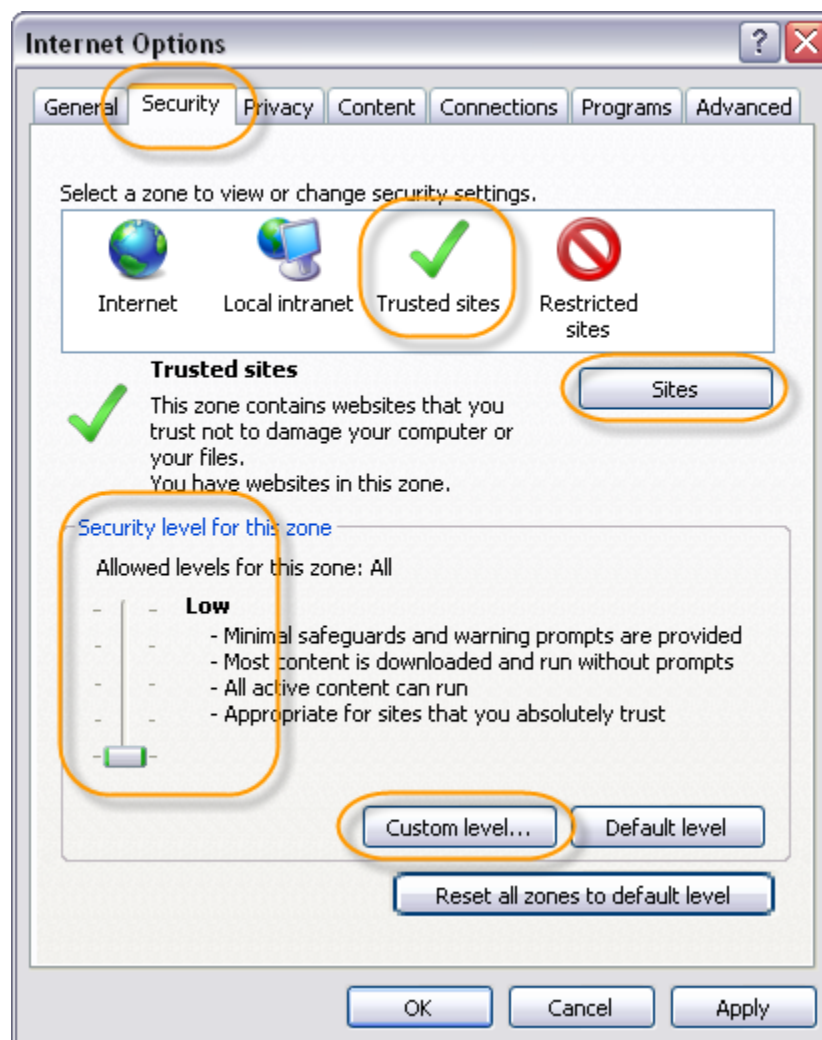 Internet Options
General Security Privacy Content Connections Programs Advanced
Select a zone to view or change security settings.
Internet Local intranet Trusted sites Restricted sites
Trusted sites
Sites
This zone contains websites that you
trust not to damage your computer or
your files.
You have websites in this zone.
Security level for this zone
Allowed levels for this zone: All
Low
- Minimal safeguards and warning prompts are provided
- Most content is downloaded and run without prompts
- All active content can run
- Appropriate for sites that you absolutely trust
Custom level... Default level
Reset all zones to default level
OK Cancel Apply